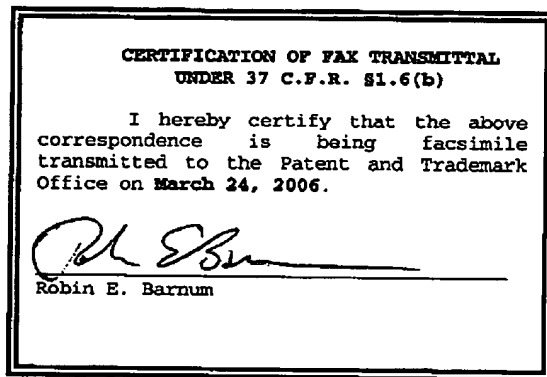 CERTIFICATION OF FAX TRANSMITTAL
UNDER 37 C.F.R. §1.6(b)
I hereby certify that the above
correspondence is being facsimile
transmitted to the Patent and Trademark
Office on March 24, 2006.
Robin E. Barnum